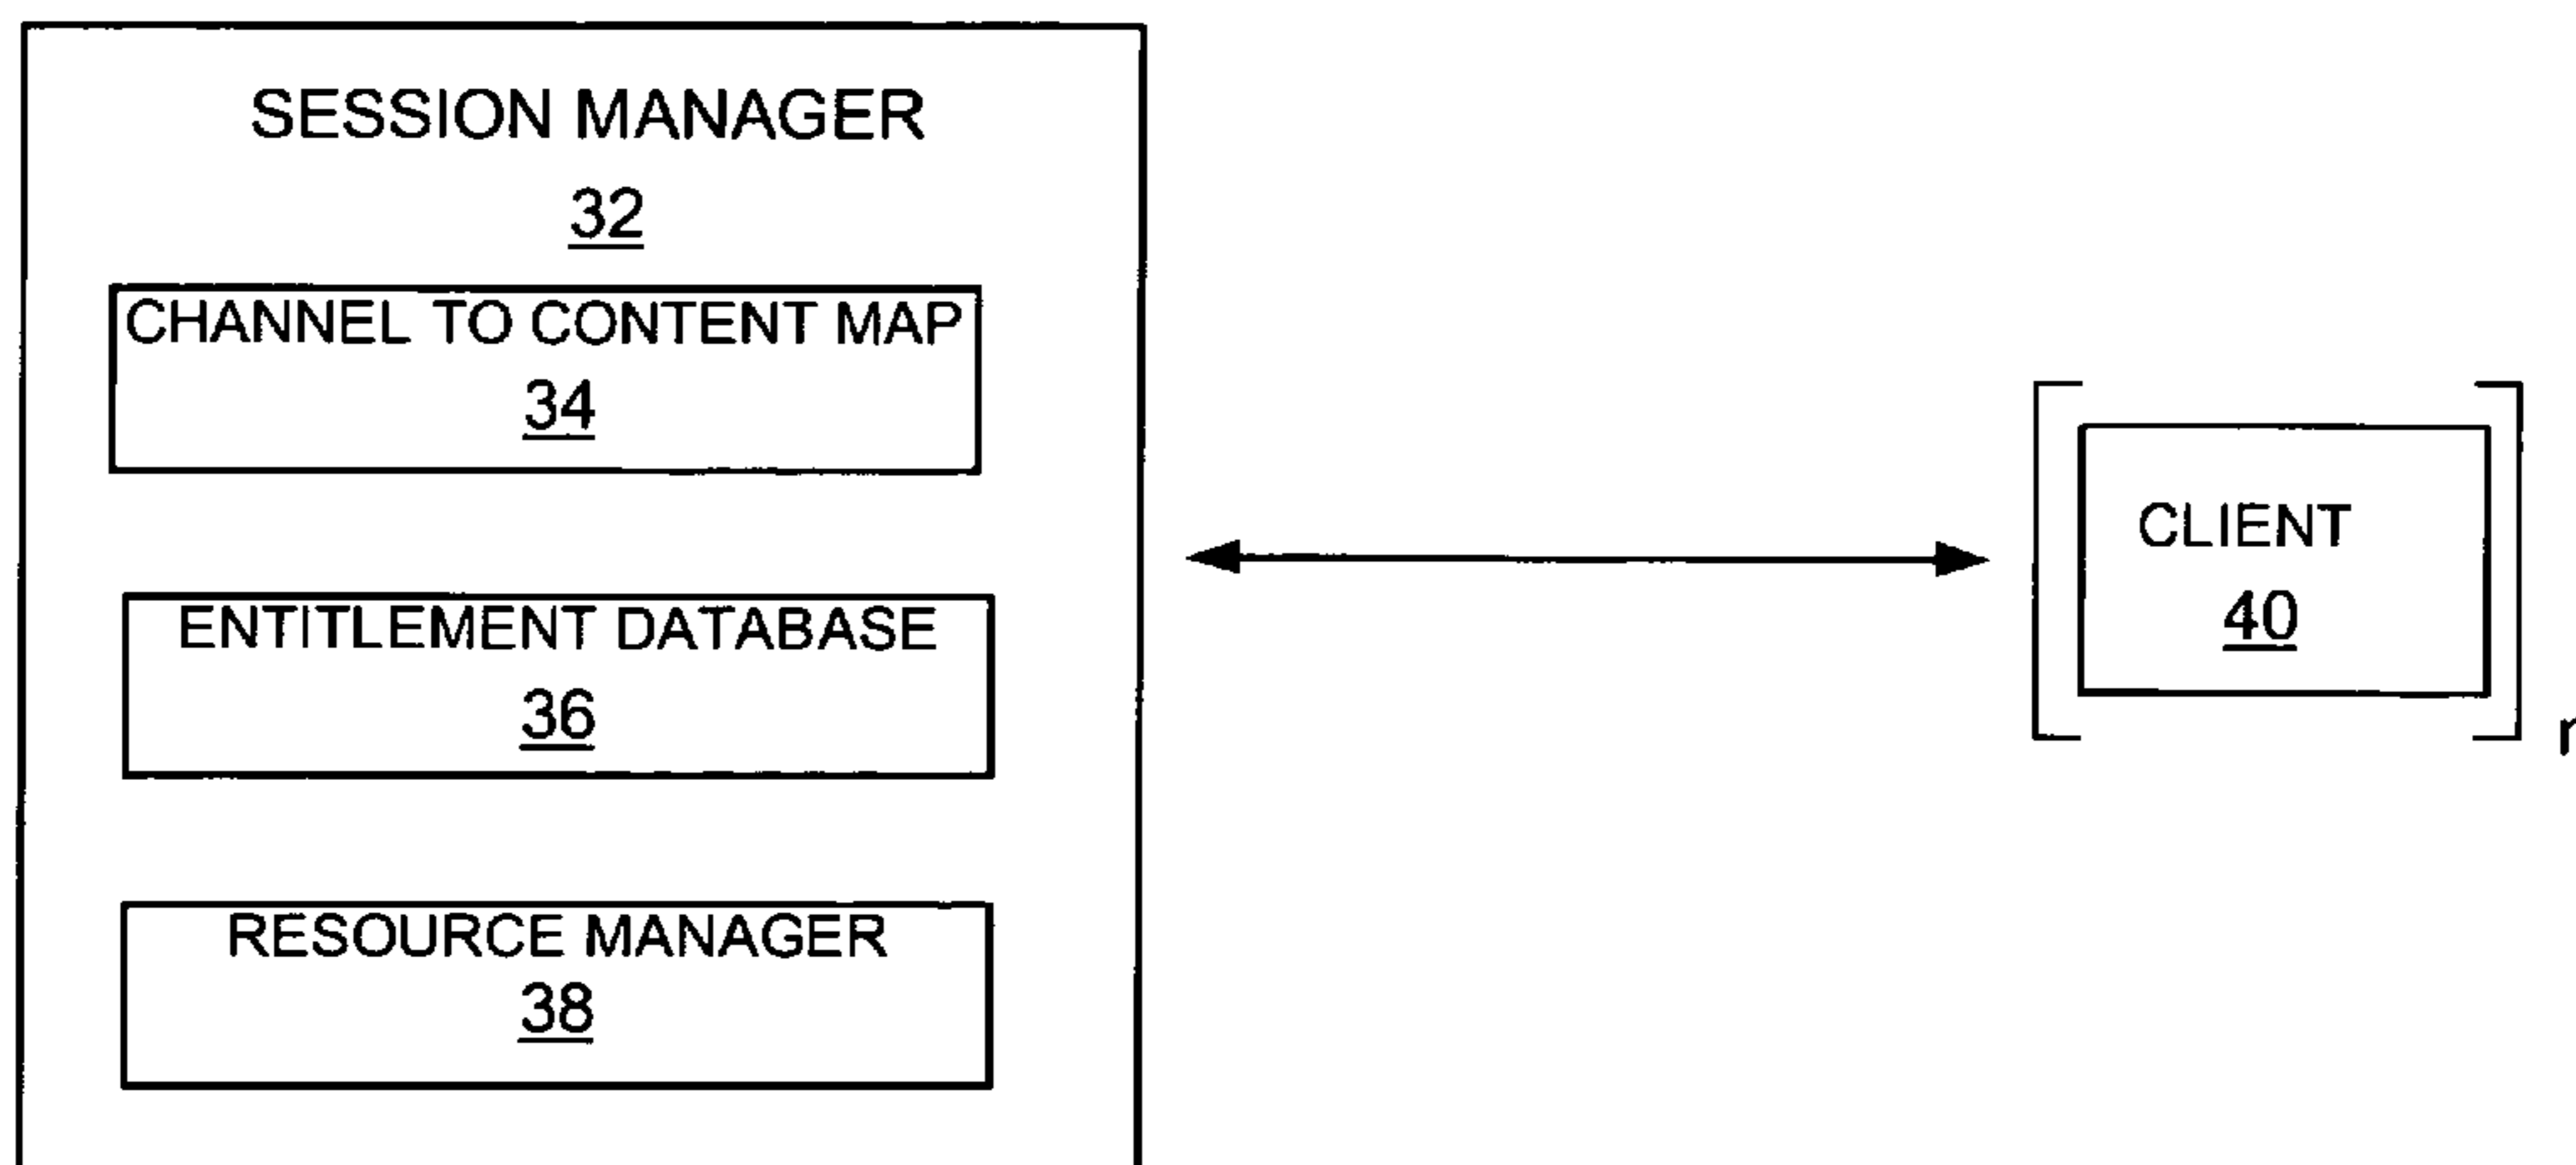 SESSION MANAGER
32
CHANNEL TO CONTENT MAP
34
ENTITLEMENT DATABASE
36
RESOURCE MANAGER
38
CLIENT
40